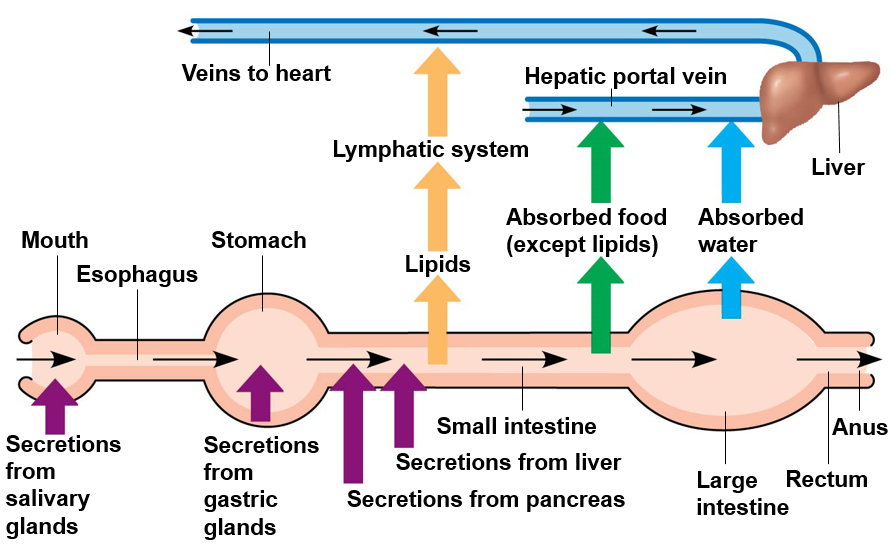 Veins to heart
Hepatic portal vein
Lymphatic system
Liver
Absorbed food
(except lipids)
Absorbed
water
Mouth
Stomach
Esophagus
Lipids
Small intestine
Anus
Secretions
from
salivary
glands
Secretions
from
gastric
glands
Secretions from liver
Secretions from pancreas
Large
intestine
Rectum